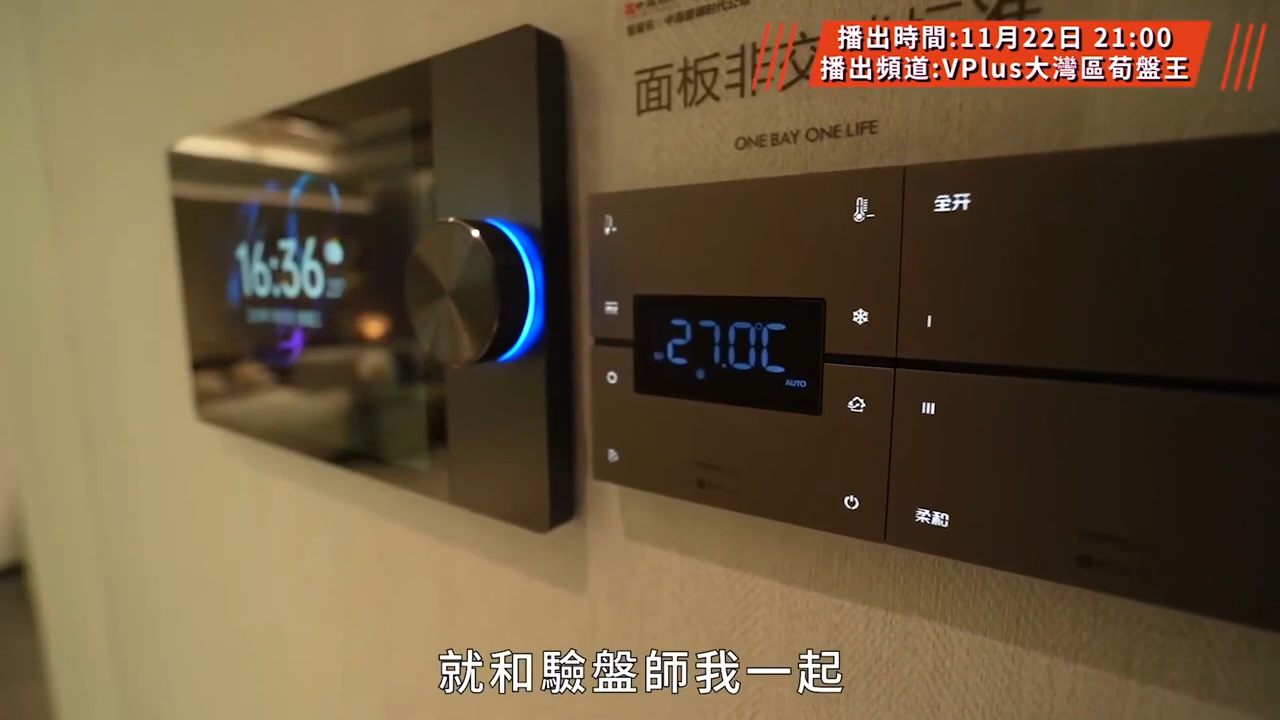 播出時間:11月22日 21:00
播出頻道:VPlus大灣區荀盤王
面板非交
ONE BAY ONE LIFE
16:36
27.0°C
AUTO
全开
I
III
柔和
就和驗盤師我一起